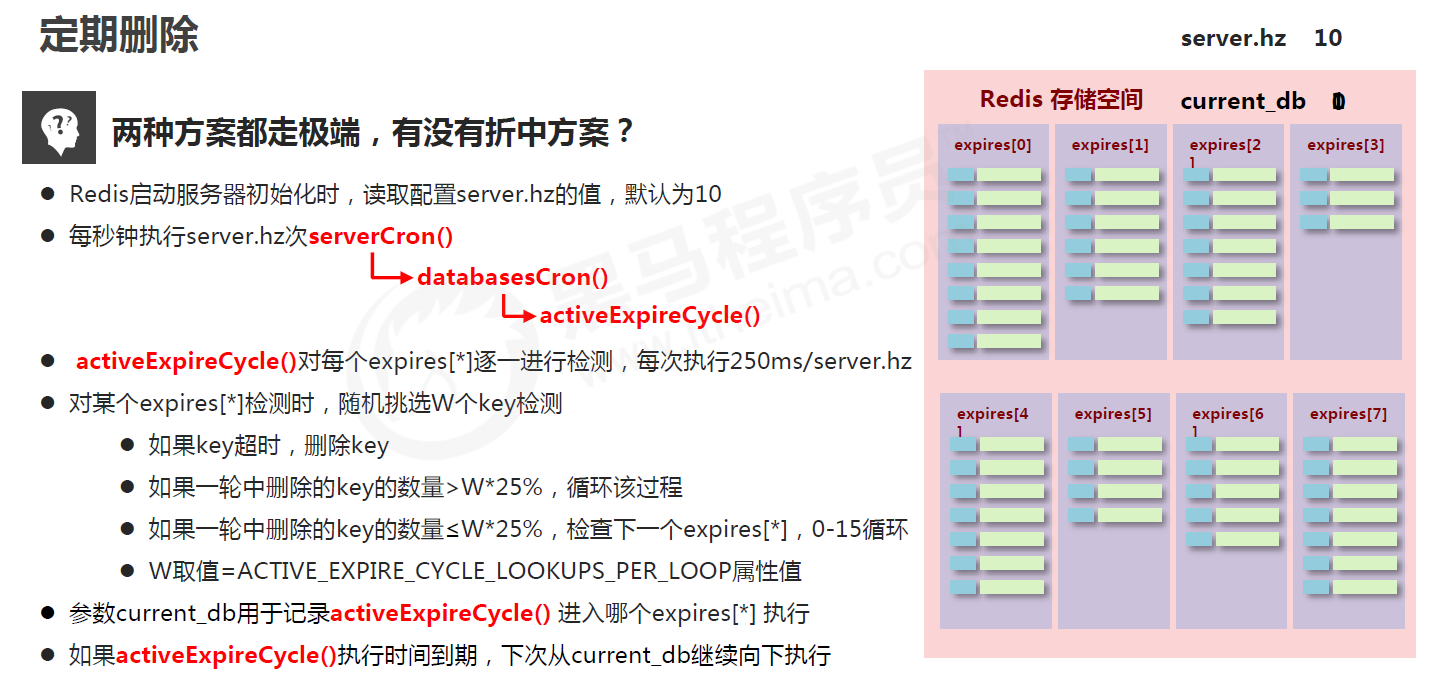 定期删除
server.hz 10
两种方案都走极端，有没有折中方案？
Redis启动服务器初始化时，读取配置server.hz的值，默认为10
每秒钟执行server.hz次serverCron()
databasesCron()
activeExpireCycle()
activeExpireCycle()对每个expires[*]逐一进行检测，每次执行250ms/server.hz
对某个expires[*]检测时，随机挑选W个key检测
如果key超时，删除key
如果一轮中删除的key的数量>W*25%，循环该过程
如果一轮中删除的key的数量≤W*25%，检查下一个expires[*]，0-15循环
W取值=ACTIVE_EXPIRE_CYCLE_LOOKUPS_PER_LOOP属性值
参数current_db用于记录activeExpireCycle() 进入哪个expires[*] 执行
如果activeExpireCycle()执行时间到期，下次从current_db继续向下执行
Redis 存储空间 current_db
expires[0] expires[1] expires[2] expires[3]
expires[4] expires[5] expires[6] expires[7]
黑马程序员
www.itheima.com